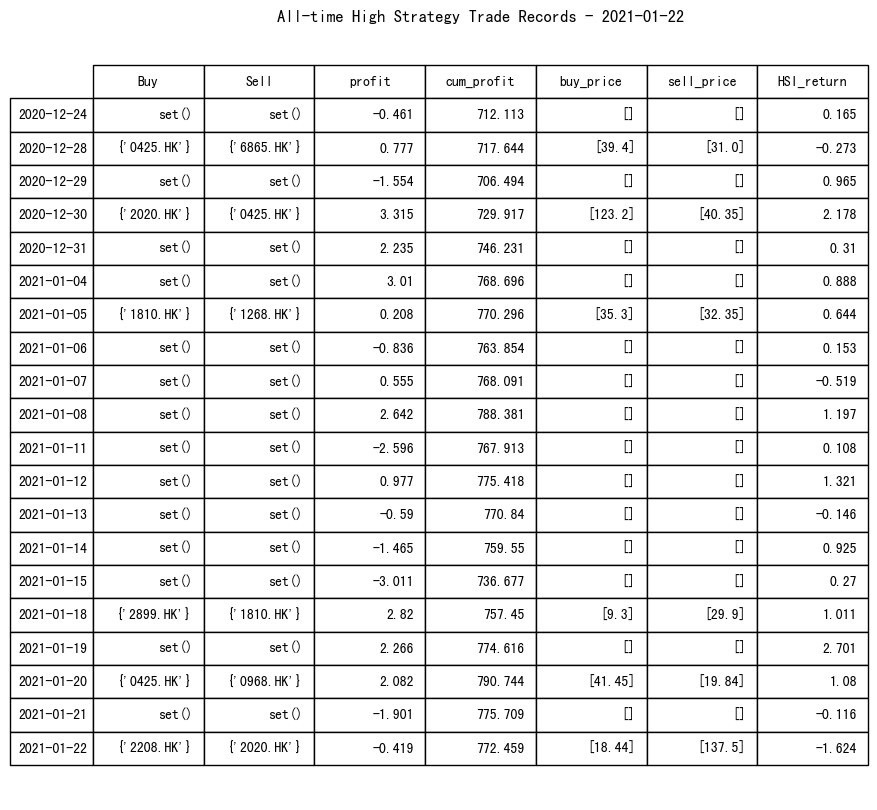 All-time High Strategy Trade Records - 2021-01-22
Buy Sell profit cum_profit buy_price sell_price HSI_return
2020-12-24 set() set() -0.461 712.113 [] [] 0.165
2020-12-28 {'0425.HK'} {'6865.HK'} 0.777 717.644 [39.4] [31.0] -0.273
2020-12-29 set() set() -1.554 706.494 [] [] 0.965
2020-12-30 {'2020.HK'} {'0425.HK'} 3.315 729.917 [123.2] [40.35] 2.178
2020-12-31 set() set() 2.235 746.231 [] [] 0.31
2021-01-04 set() set() 3.01 768.696 [] [] 0.888
2021-01-05 {'1810.HK'} {'1268.HK'} 0.208 770.296 [35.3] [32.35] 0.644
2021-01-06 set() set() -0.836 763.854 [] [] 0.153
2021-01-07 set() set() 0.555 768.091 [] [] -0.519
2021-01-08 set() set() 2.642 788.381 [] [] 1.197
2021-01-11 set() set() -2.596 767.913 [] [] 0.108
2021-01-12 set() set() 0.977 775.418 [] [] 1.321
2021-01-13 set() set() -0.59 770.84 [] [] -0.146
2021-01-14 set() set() -1.465 759.55 [] [] 0.925
2021-01-15 set() set() -3.011 736.677 [] [] 0.27
2021-01-18 {'2899.HK'} {'1810.HK'} 2.82 757.45 [9.3] [29.9] 1.011
2021-01-19 set() set() 2.266 774.616 [] [] 2.701
2021-01-20 {'0425.HK'} {'0968.HK'} 2.082 790.744 [41.45] [19.84] 1.08
2021-01-21 set() set() -1.901 775.709 [] [] -0.116
2021-01-22 {'2208.HK'} {'2020.HK'} -0.419 772.459 [18.44] [137.5] -1.624